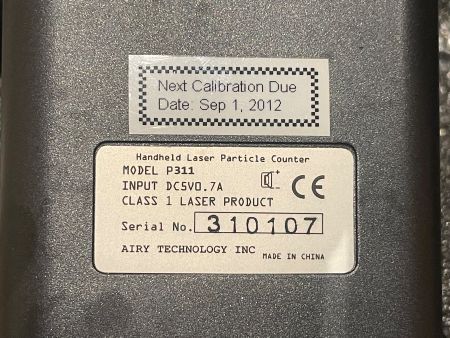 Next Calibration Due
Date: Sep 1, 2012
Handheld Laser Particle Counter
MODEL P311
INPUT DC5V0.7A
CLASS 1 LASER PRODUCT
CE
Serial No. 310107
AIRY TECHNOLOGY INC
MADE IN CHINA